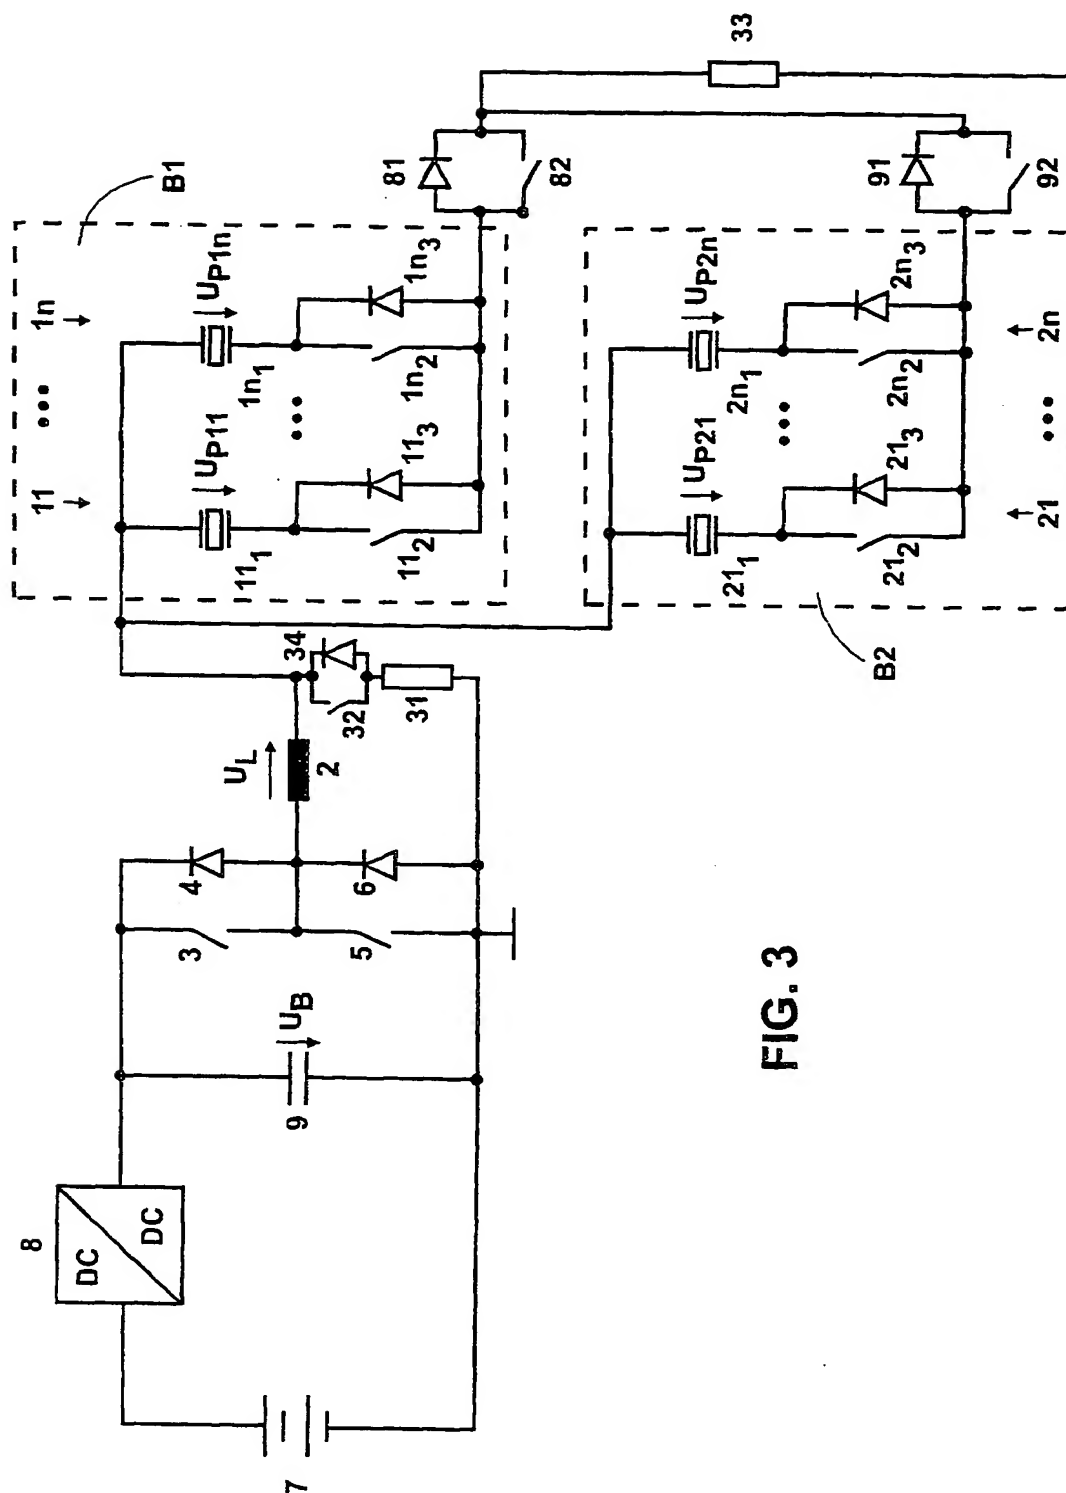 8
DC
DC
7
9
U_B
3
4
5
6
U_L
2
34
32
31
B1
11
•••
1n
U_P11
U_P1n
11_1
•••
1n_1
11_2
11_3
1n_2
1n_3
81
82
B2
U_P21
U_P2n
21_1
•••
2n_1
21_2
21_3
2n_2
2n_3
21
•••
2n
91
92
33
FIG. 3